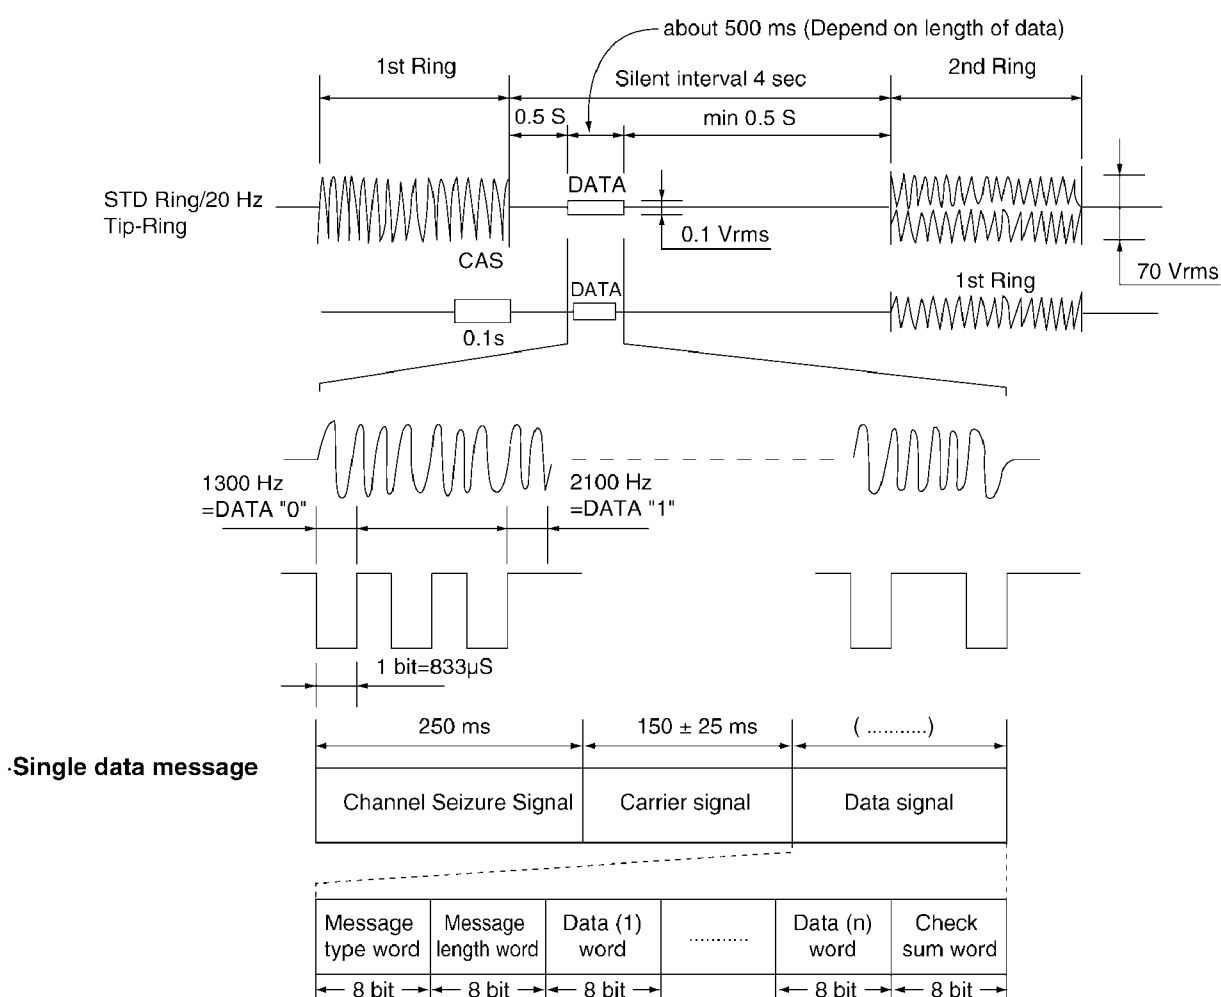 about 500 ms (Depend on length of data)
1st Ring
Silent interval 4 sec
2nd Ring
0.5 S
min 0.5 S
STD Ring/20 Hz
Tip-Ring
DATA
0.1 Vrms
70 Vrms
CAS
DATA
1st Ring
0.1s
1300 Hz
=DATA "0"
2100 Hz
=DATA "1"
1 bit=833µS
250 ms
150 ± 25 ms
( ...........)
·Single data message
Channel Seizure Signal
Carrier signal
Data signal
Message
type word
Message
length word
Data (1)
word
...........
Data (n)
word
Check
sum word
8 bit
8 bit
8 bit
8 bit
8 bit